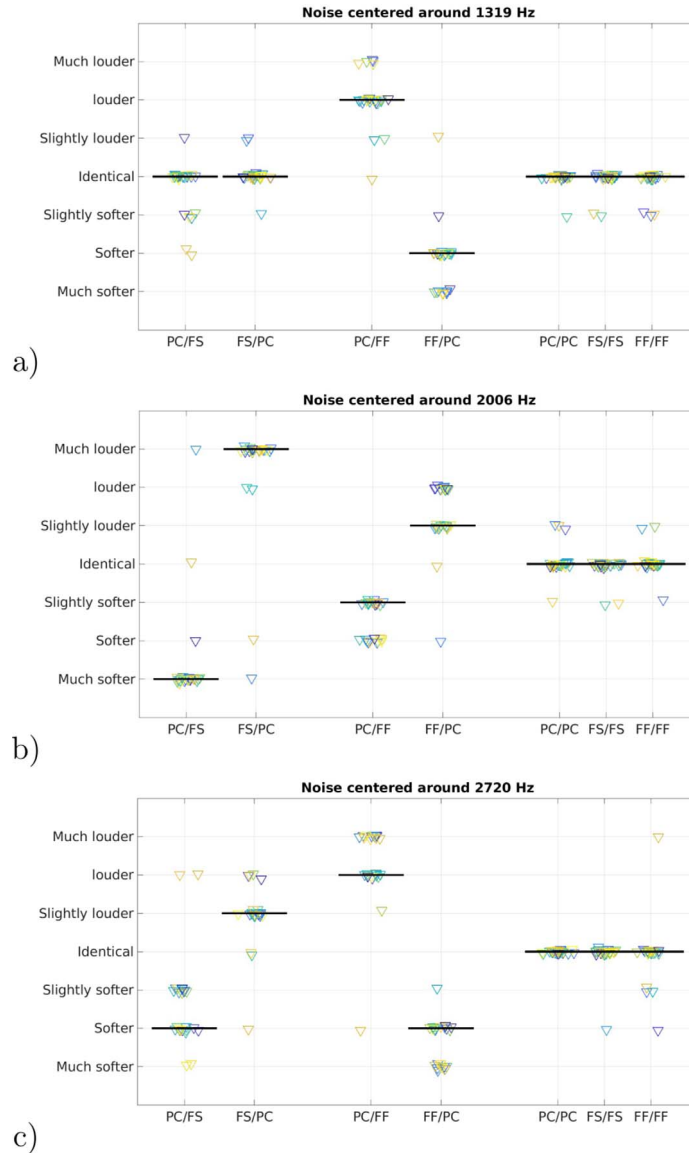 Noise centered around 1319 Hz
Much louder
louder
Slightly louder
Identical
Slightly softer
Softer
Much softer
PC/FS FS/PC PC/FF FF/PC PC/PC FS/FS FF/FF
a)
Noise centered around 2006 Hz
Much louder
louder
Slightly louder
Identical
Slightly softer
Softer
Much softer
PC/FS FS/PC PC/FF FF/PC PC/PC FS/FS FF/FF
b)
Noise centered around 2720 Hz
Much louder
louder
Slightly louder
Identical
Slightly softer
Softer
Much softer
PC/FS FS/PC PC/FF FF/PC PC/PC FS/FS FF/FF
c)